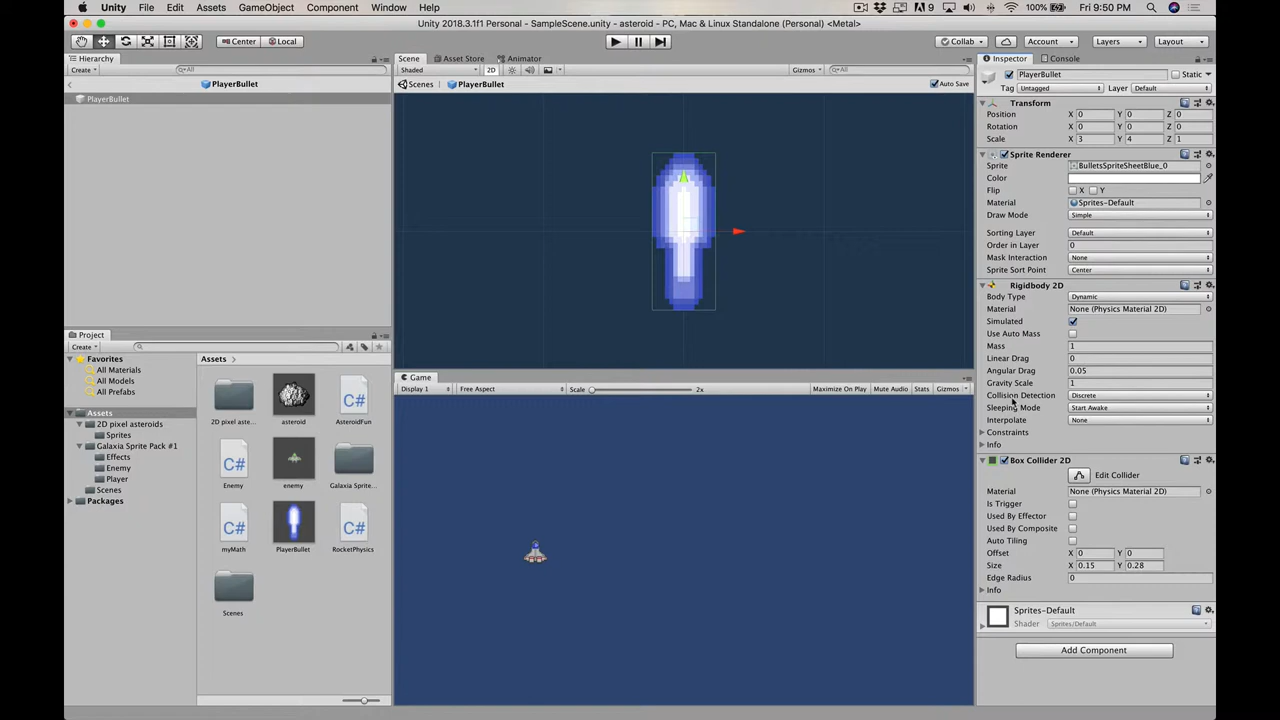 Unity File Edit Assets GameObject Component Window Help 9 100% Fri 9:50 PM
Unity 2018.3.1f1 Personal - SampleScene.unity - asteroid - PC, Mac & Linux Standalone (Personal) <Metal>
Center Local Collab Account Layers Layout
Hierarchy
Create All
PlayerBullet
PlayerBullet
Scene Asset Store Animator
Shaded 2D Gizmos All
Scenes PlayerBullet Auto Save
Project
Create
Favorites
All Materials
All Models
All Prefabs
Assets
2D pixel asteroids
Sprites
Galaxia Sprite Pack #1
Effects
Enemy
Player
Scenes
Packages
Assets
2D pixel aste...
asteroid
AsteroidFun
Enemy
enemy
Galaxia Sprite...
myMath
PlayerBullet
RocketPhysics
Scenes
Game
Display 1 Free Aspect Scale 2x Maximize On Play Mute Audio Stats Gizmos
Inspector Console
PlayerBullet Static
Tag Untagged Layer Default
Transform
Position X 0 Y 0 Z 0
Rotation X 0 Y 0 Z 0
Scale X 3 Y 4 Z 1
Sprite Renderer
Sprite BulletsSpriteSheetBlue_0
Color
Flip X Y
Material Sprites-Default
Draw Mode Simple
Sorting Layer Default
Order in Layer 0
Mask Interaction None
Sprite Sort Point Center
Rigidbody 2D
Body Type Dynamic
Material None (Physics Material 2D)
Simulated
Use Auto Mass
Mass 1
Linear Drag 0
Angular Drag 0.05
Gravity Scale 1
Collision Detection Discrete
Sleeping Mode Start Awake
Interpolate None
Constraints
Info
Box Collider 2D
Edit Collider
Material None (Physics Material 2D)
Is Trigger
Used By Effector
Used By Composite
Auto Tiling
Offset X 0 Y 0
Size X 0.15 Y 0.28
Edge Radius 0
Info
Sprites-Default
Shader Sprites/Default
Add Component